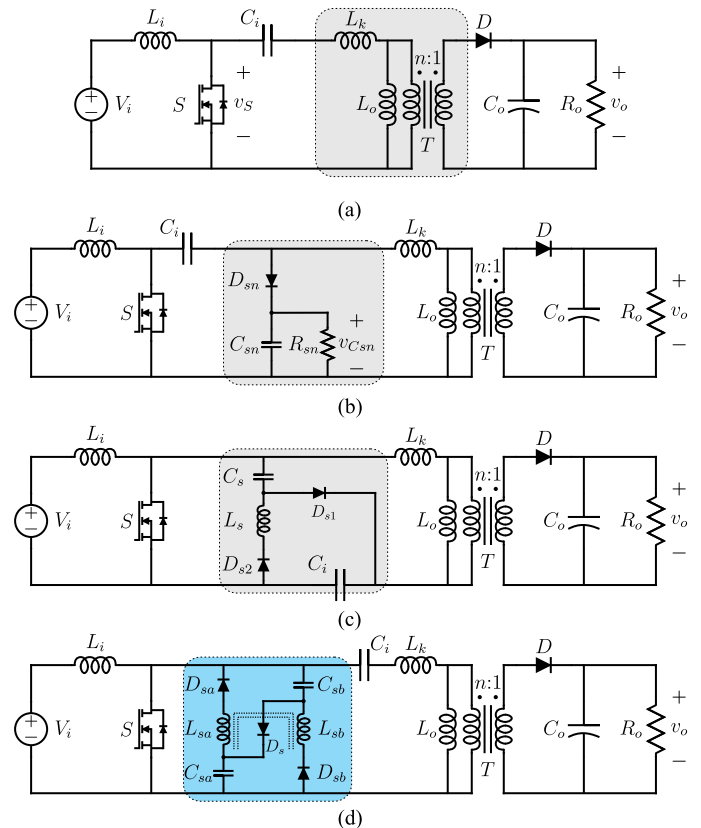 L_i C_i L_k D
n:1
V_i S + v_S − L_o T C_o R_o + v_o −
(a)
L_i C_i L_k D
n:1
V_i S D_sn C_sn R_sn + v_Csn − L_o T C_o R_o + v_o −
(b)
L_i L_k D
n:1
V_i S C_s L_s D_s1 D_s2 C_i L_o T C_o R_o + v_o −
(c)
L_i C_i L_k D
n:1
V_i S D_sa C_sb L_sa D_s L_sb C_sa D_sb L_o T C_o R_o + v_o −
(d)